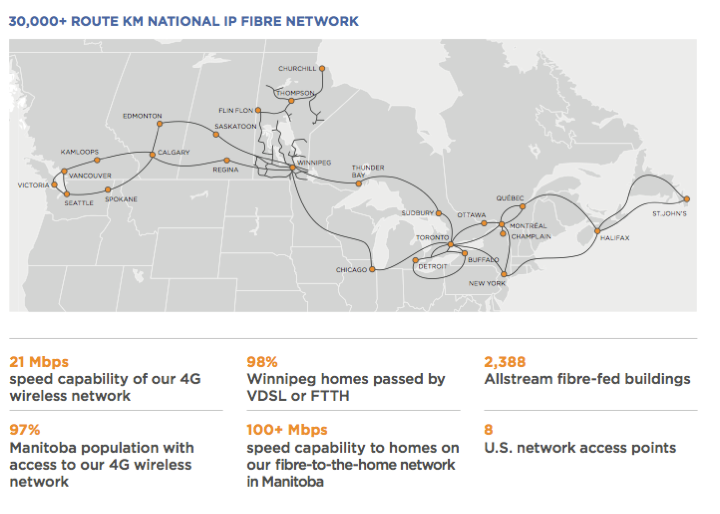 30,000+ ROUTE KM NATIONAL IP FIBRE NETWORK
CHURCHILL
THOMPSON
FLIN FLON
EDMONTON
SASKATOON
KAMLOOPS
CALGARY
WINNIPEG
REGINA
THUNDER
BAY
VANCOUVER
VICTORIA
SEATTLE
SPOKANE
QUÉBEC
SUDBURY
OTTAWA
ST.JOHN'S
MONTRÉAL
TORONTO
CHAMPLAIN
HALIFAX
BUFFALO
DETROIT
CHICAGO
NEW YORK
21 Mbps
speed capability of our 4G
wireless network
98%
Winnipeg homes passed by
VDSL or FTTH
2,388
Allstream fibre-fed buildings
97%
Manitoba population with
access to our 4G wireless
network
100+ Mbps
speed capability to homes on
our fibre-to-the-home network
in Manitoba
8
U.S. network access points